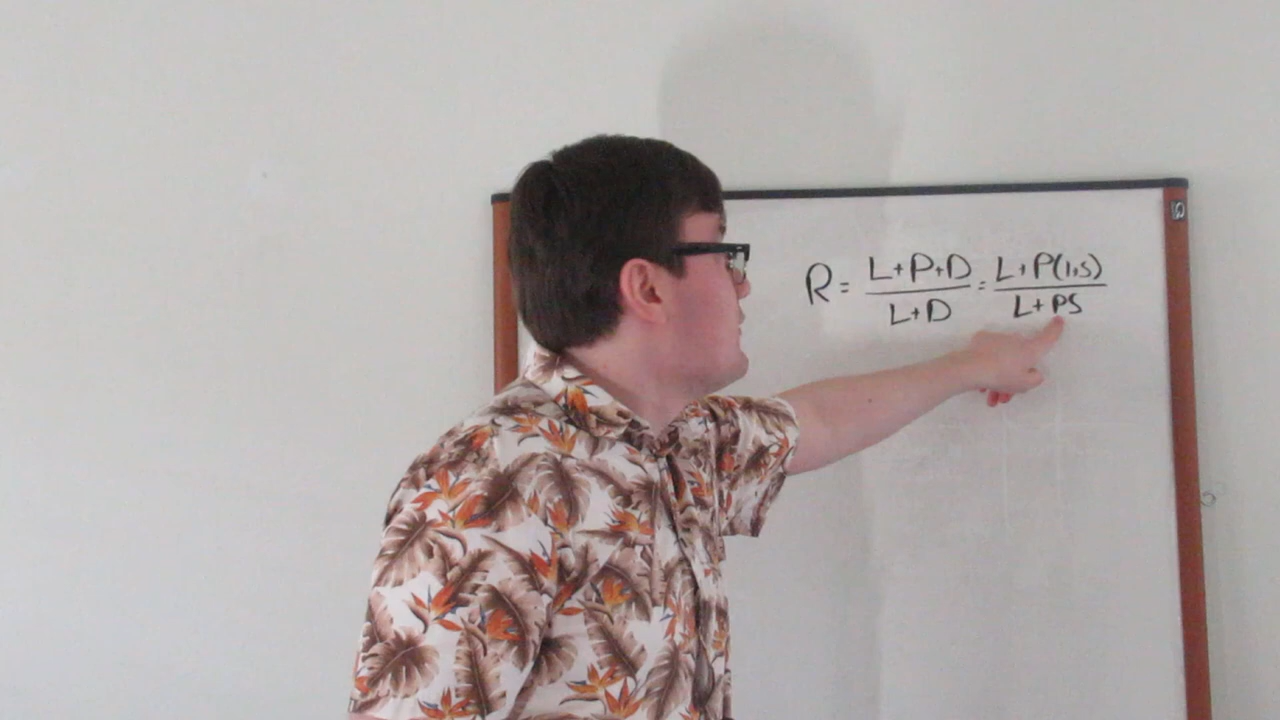 R = L+P+D / L+D = L+P(1+S) / L+PS